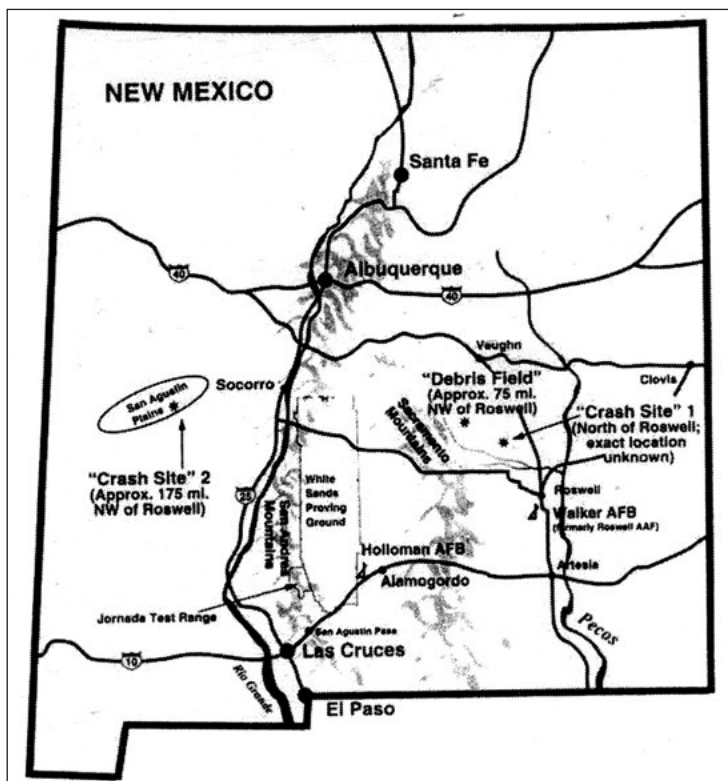 NEW MEXICO
Santa Fe
40
Albuquerque
40
Vaughn
Clovis
San Agustin
Plains
Socorro
"Debris Field"
(Approx. 75 mi.
NW of Roswell)
Sacramento
Mountains
"Crash Site" 1
(North of Roswell;
exact location
unknown)
"Crash Site" 2
(Approx. 175 mi.
NW of Roswell)
25
White
Sands
Proving
Ground
San Andres
Mountains
Roswell
Walker AFB
(formerly Roswell AAF)
Holloman AFB
Alamogordo
Artesia
Jornada Test Range
San Agustin Pass
Las Cruces
10
Rio Grande
Pecos
El Paso